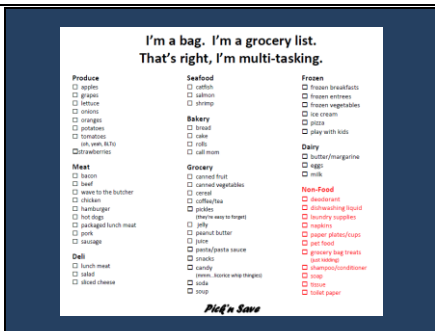 I'm a bag. I'm a grocery list.
That's right, I'm multi-tasking.
Produce
apples
grapes
lettuce
onions
oranges
potatoes
tomatoes
(oh, yeah, BLTs)
strawberries
Meat
bacon
beef
wave to the butcher
chicken
hamburger
hot dogs
packaged lunch meat
pork
sausage
Deli
lunch meat
salad
sliced cheese
Seafood
catfish
salmon
shrimp
Bakery
bread
cake
rolls
call mom
Grocery
canned fruit
canned vegetables
cereal
coffee/tea
pickles
(they're easy to forget)
jelly
peanut butter
juice
pasta/pasta sauce
snacks
candy
(mmm, licorice whip thingies)
soda
soup
Frozen
frozen breakfasts
frozen entrees
frozen vegetables
ice cream
pizza
play with kids
Dairy
butter/margarine
eggs
milk
Non-Food
deodorant
dishwashing liquid
laundry supplies
napkins
paper plates/cups
pet food
grocery bag treats
(just kidding)
shampoo/conditioner
soap
tissue
toilet paper
Pick'n Save